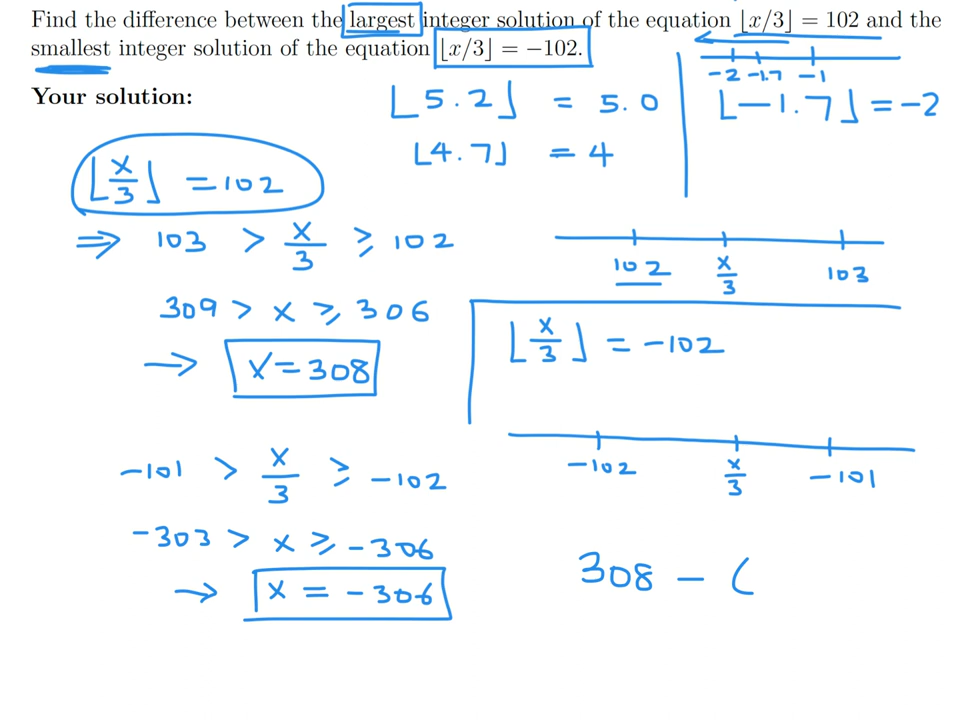 Find the difference between the largest integer solution of the equation ⌊x/3⌋ = 102 and the
smallest integer solution of the equation ⌊x/3⌋ = −102.
Your solution:
⌊5.2⌋ = 5.0
⌊4.7⌋ = 4
−2 −1.7 −1
⌊−1.7⌋ = −2
⌊x/3⌋ = 102
⇒ 103 > x/3 ≥ 102
102 x/3 103
309 > x ≥ 306
→ x = 308
⌊x/3⌋ = −102
−102 x/3 −101
−101 > x/3 ≥ −102
−303 > x ≥ −306
→ x = −306
308 − (